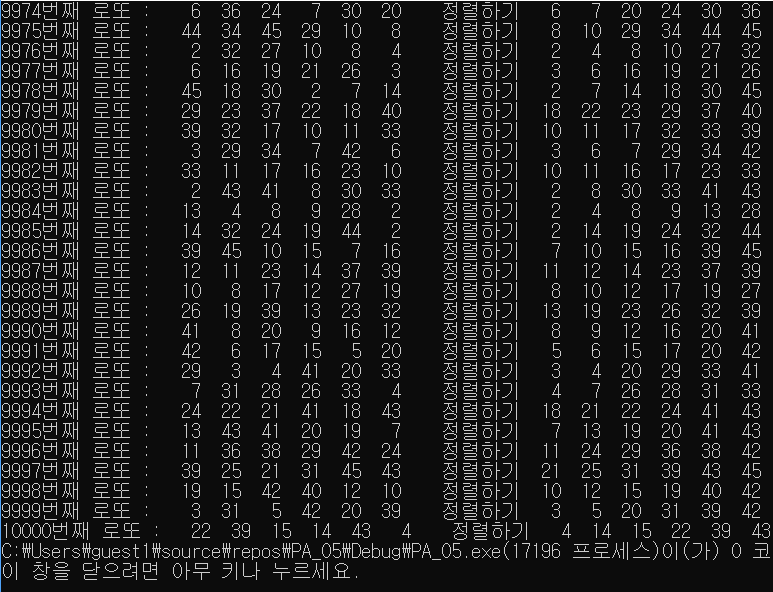 9974번째 로또 : 6 36 24 7 30 20 정렬하기 6 7 20 24 30 36
9975번째 로또 : 44 34 45 29 10 8 정렬하기 8 10 29 34 44 45
9976번째 로또 : 2 32 27 10 8 4 정렬하기 2 4 8 10 27 32
9977번째 로또 : 6 16 19 21 26 3 정렬하기 3 6 16 19 21 26
9978번째 로또 : 45 18 30 2 7 14 정렬하기 2 7 14 18 30 45
9979번째 로또 : 29 23 37 22 18 40 정렬하기 18 22 23 29 37 40
9980번째 로또 : 39 32 17 10 11 33 정렬하기 10 11 17 32 33 39
9981번째 로또 : 3 29 34 7 42 6 정렬하기 3 6 7 29 34 42
9982번째 로또 : 33 11 17 16 23 10 정렬하기 10 11 16 17 23 33
9983번째 로또 : 2 43 41 8 30 33 정렬하기 2 8 30 33 41 43
9984번째 로또 : 13 4 8 9 28 2 정렬하기 2 4 8 9 13 28
9985번째 로또 : 14 32 24 19 44 2 정렬하기 2 14 19 24 32 44
9986번째 로또 : 39 45 10 15 7 16 정렬하기 7 10 15 16 39 45
9987번째 로또 : 12 11 23 14 37 39 정렬하기 11 12 14 23 37 39
9988번째 로또 : 10 8 17 12 27 19 정렬하기 8 10 12 17 19 27
9989번째 로또 : 26 19 39 13 23 32 정렬하기 13 19 23 26 32 39
9990번째 로또 : 41 8 20 9 16 12 정렬하기 8 9 12 16 20 41
9991번째 로또 : 42 6 17 15 5 20 정렬하기 5 6 15 17 20 42
9992번째 로또 : 29 3 4 41 20 33 정렬하기 3 4 20 29 33 41
9993번째 로또 : 7 31 28 26 33 4 정렬하기 4 7 26 28 31 33
9994번째 로또 : 24 22 21 41 18 43 정렬하기 18 21 22 24 41 43
9995번째 로또 : 13 43 41 20 19 7 정렬하기 7 13 19 20 41 43
9996번째 로또 : 11 36 38 29 42 24 정렬하기 11 24 29 36 38 42
9997번째 로또 : 39 25 21 31 45 43 정렬하기 21 25 31 39 43 45
9998번째 로또 : 19 15 42 40 12 10 정렬하기 10 12 15 19 40 42
9999번째 로또 : 3 31 5 42 20 39 정렬하기 3 5 20 31 39 42
10000번째 로또 : 22 39 15 14 43 4 정렬하기 4 14 15 22 39 43
C:₩Users₩guest1₩source₩repos₩PA_05₩Debug₩PA_05.exe(17196 프로세스)이(가) 0 코
이 창을 닫으려면 아무 키나 누르세요.